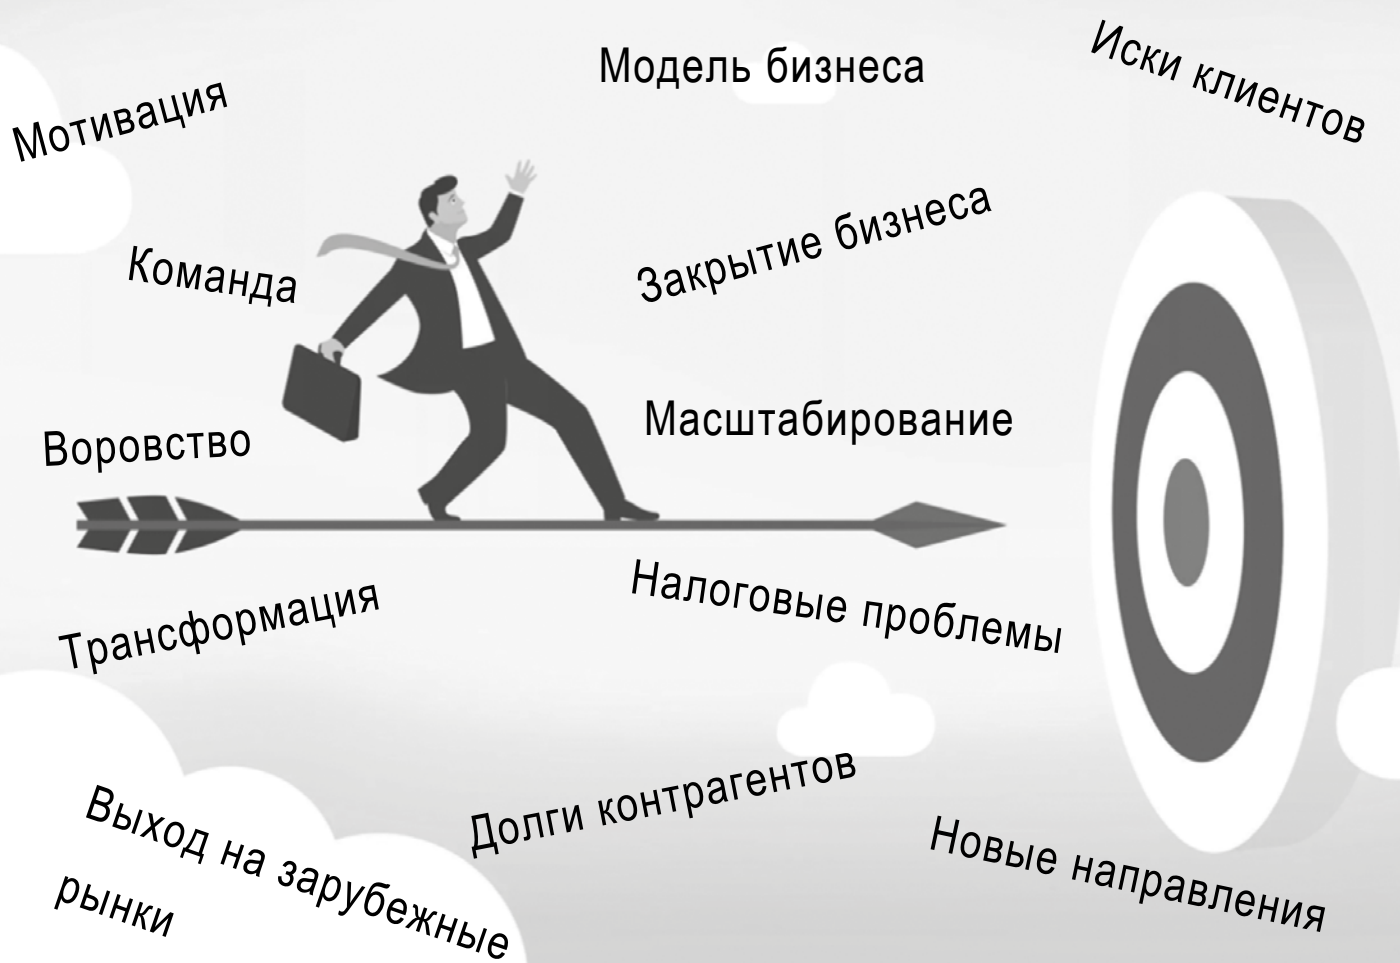 Модель бизнеса
Иски клиентов
Мотивация
Закрытие бизнеса
Команда
Масштабирование
Воровство
Налоговые проблемы
Трансформация
Долги контрагентов
Новые направления
Выход на зарубежные
рынки